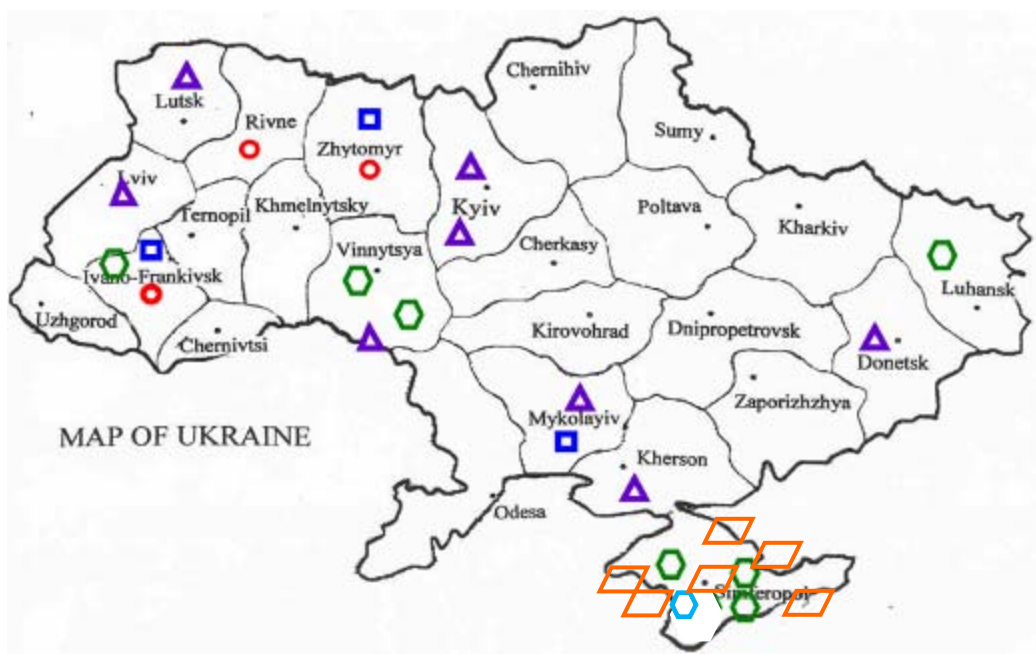 Chernihiv
Lutsk
Rivne
Sumy
Zhytomyr
Lviv
Kyiv
Khmelnytsky
Ternopil
Poltava
Kharkiv
Cherkasy
Vinnytsya
Ivano-Frankivsk
Luhansk
Uzhgorod
Kirovohrad
Dnipropetrovsk
Chernivtsi
Donetsk
Zaporizhzhya
Mykolayiv
MAP OF UKRAINE
Kherson
Odesa
Simferopol